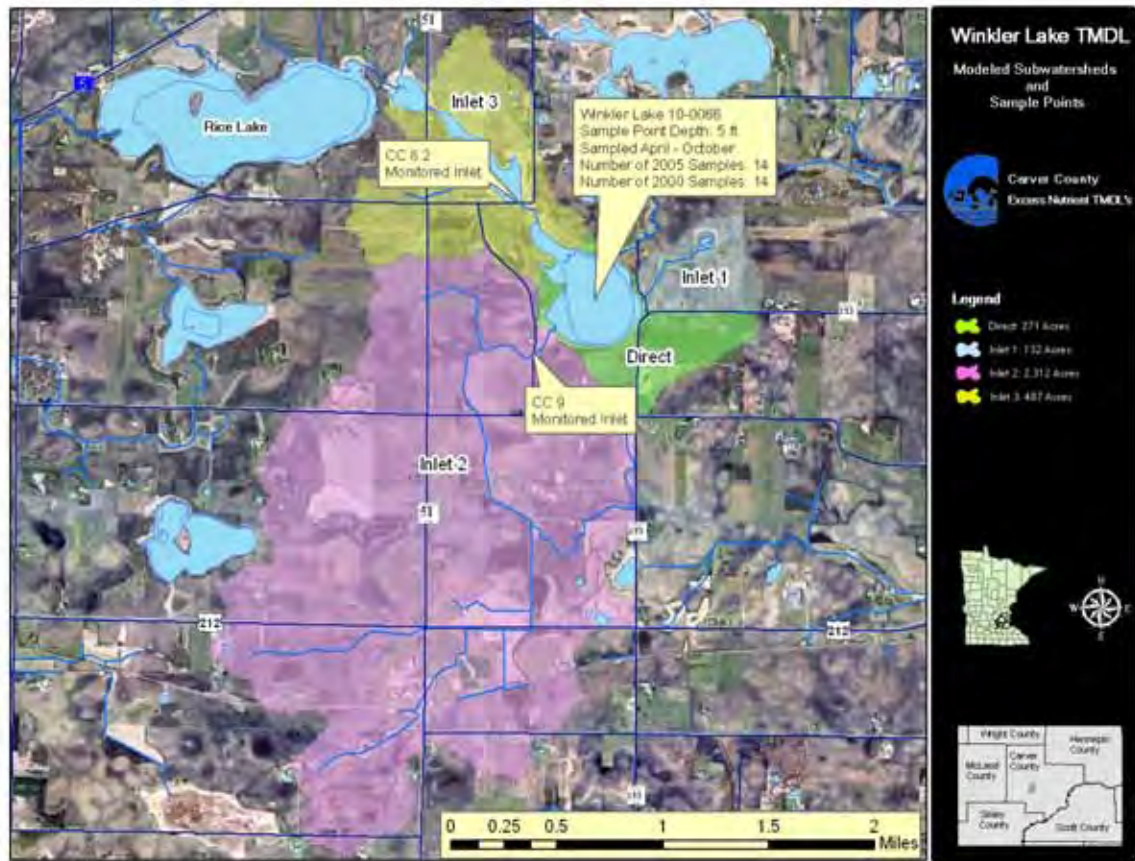 51
5
Inlet 3
Rice Lake
CC 8.2
Monitored Inlet
Winkler Lake 10-0066
Sample Point Depth: 5 ft.
Sampled April - October
Number of 2005 Samples: 14
Number of 2000 Samples: 14
Inlet 1
Direct
CC 9
Monitored Inlet
Inlet 2
51
212
212
0 0.25 0.5 1 1.5 2
Miles
Winkler Lake TMDL
Modeled Subwatersheds
and
Sample Points
Carver County
Excess Nutrient TMDL's
Legend
Direct: 271 Acres
Inlet 1: 132 Acres
Inlet 2: 2,312 Acres
Inlet 3: 487 Acres
N
W E
S
Wright County
Hennepin
County
McLeod
County
Carver
County
Sibley
County
Scott County